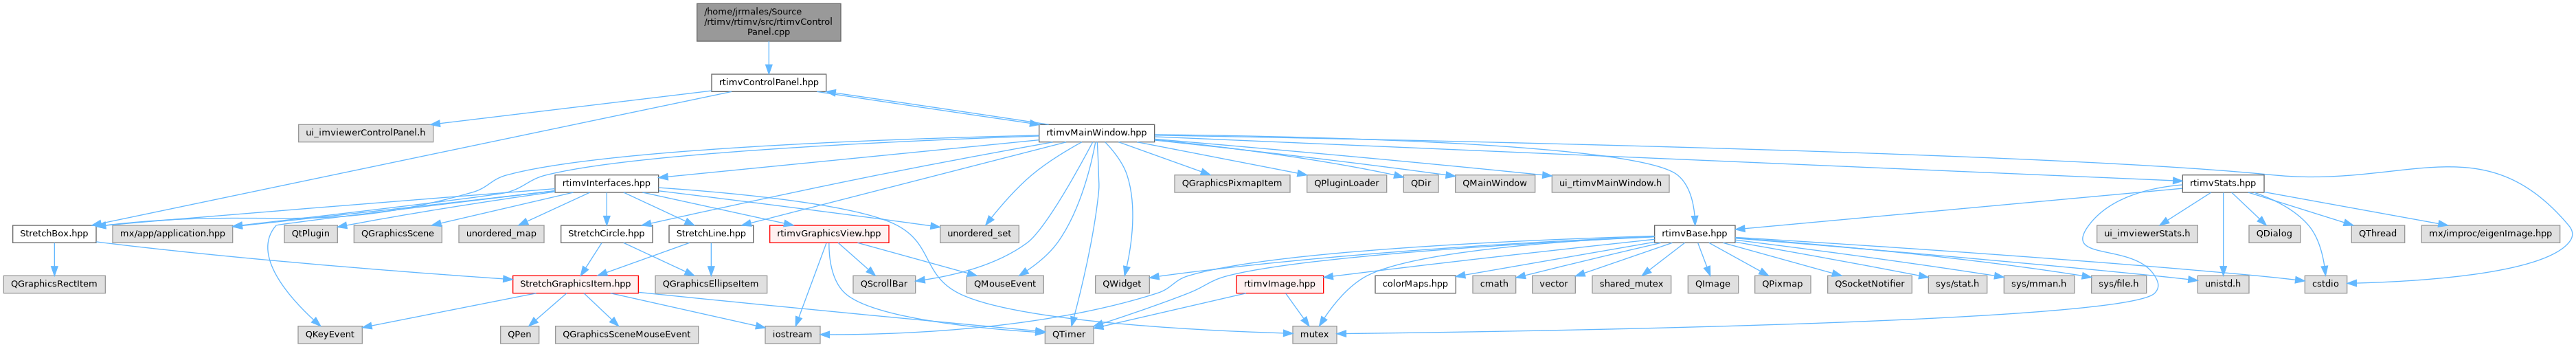 /home/jrmales/Source
/rtimv/rtimv/src/rtimvControl
Panel.cpp
rtimvControlPanel.hpp
ui_imviewerControlPanel.h
rtimvMainWindow.hpp
rtimvInterfaces.hpp
QGraphicsPixmapItem
QPluginLoader
QDir
QMainWindow
ui_rtimvMainWindow.h
rtimvStats.hpp
StretchBox.hpp
mx/app/application.hpp
QtPlugin
QGraphicsScene
unordered_map
StretchCircle.hpp
StretchLine.hpp
rtimvGraphicsView.hpp
unordered_set
rtimvBase.hpp
ui_imviewerStats.h
QDialog
QThread
mx/improc/eigenImage.hpp
QGraphicsRectItem
StretchGraphicsItem.hpp
QGraphicsEllipseItem
QScrollBar
QMouseEvent
QWidget
rtimvImage.hpp
colorMaps.hpp
cmath
vector
shared_mutex
QImage
QPixmap
QSocketNotifier
sys/stat.h
sys/mman.h
sys/file.h
unistd.h
cstdio
QKeyEvent
QPen
QGraphicsSceneMouseEvent
iostream
QTimer
mutex